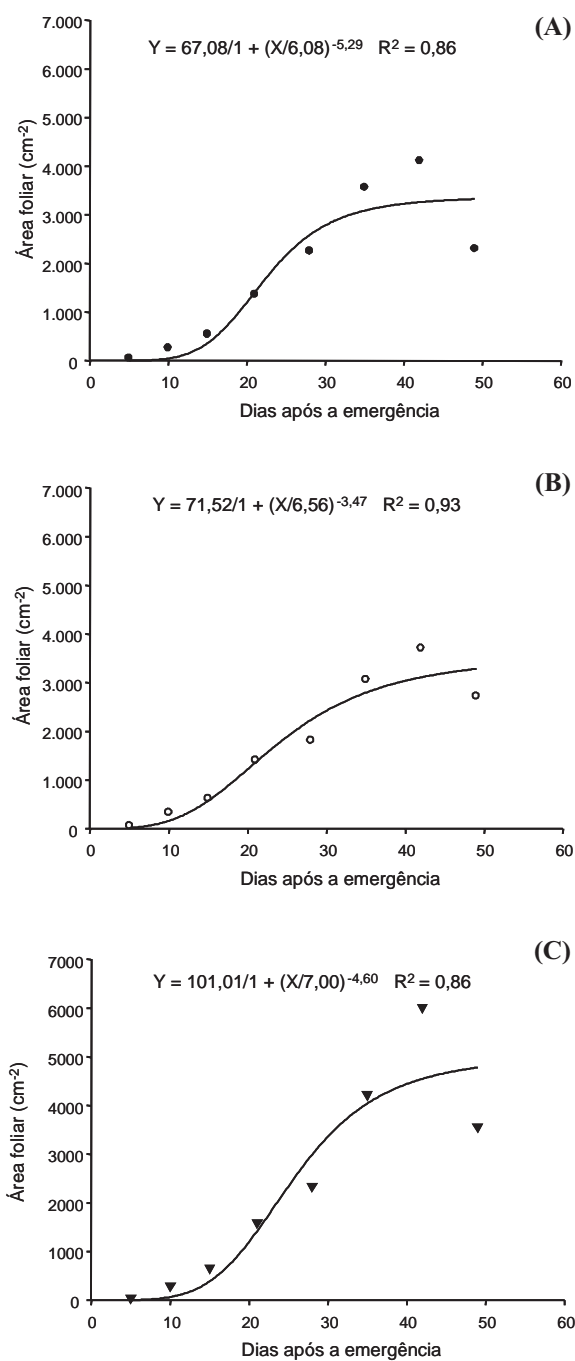 (A)
7.000
Y = 67,08/1 + (X/6,08)^-5,29 R^2 = 0,86
6.000
5.000
4.000
3.000
2.000
1.000
0
Área foliar (cm^-2)
0 10 20 30 40 50 60
Dias após a emergência
(B)
7.000
Y = 71,52/1 + (X/6,56)^-3,47 R^2 = 0,93
6.000
5.000
4.000
3.000
2.000
1.000
0
Área foliar (cm^-2)
0 10 20 30 40 50 60
Dias após a emergência
(C)
7000
Y = 101,01/1 + (X/7,00)^-4,60 R^2 = 0,86
6000
5000
4000
3000
2000
1000
0
Área foliar (cm^-2)
0 10 20 30 40 50 60
Dias após a emergência